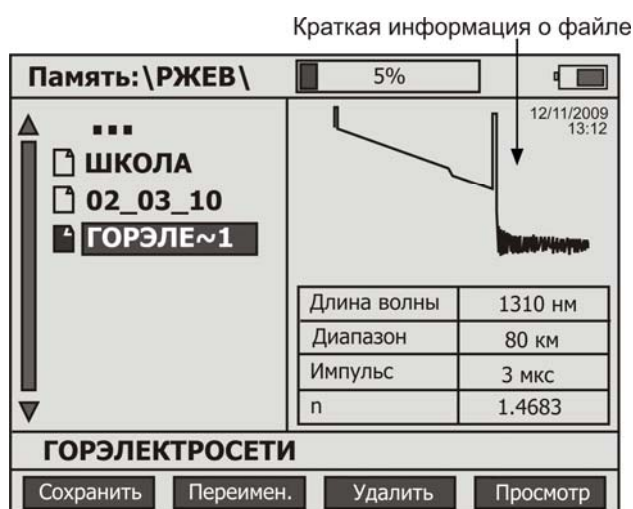 Краткая информация о файле
Память:\РЖЕВ\ 5%
12/11/2009
13:12
...
ШКОЛА
02_03_10
ГОРЭЛЕ~1
Длина волны 1310 нм
Диапазон 80 км
Импульс 3 мкс
n 1.4683
ГОРЭЛЕКТРОСЕТИ
Сохранить Переимен. Удалить Просмотр